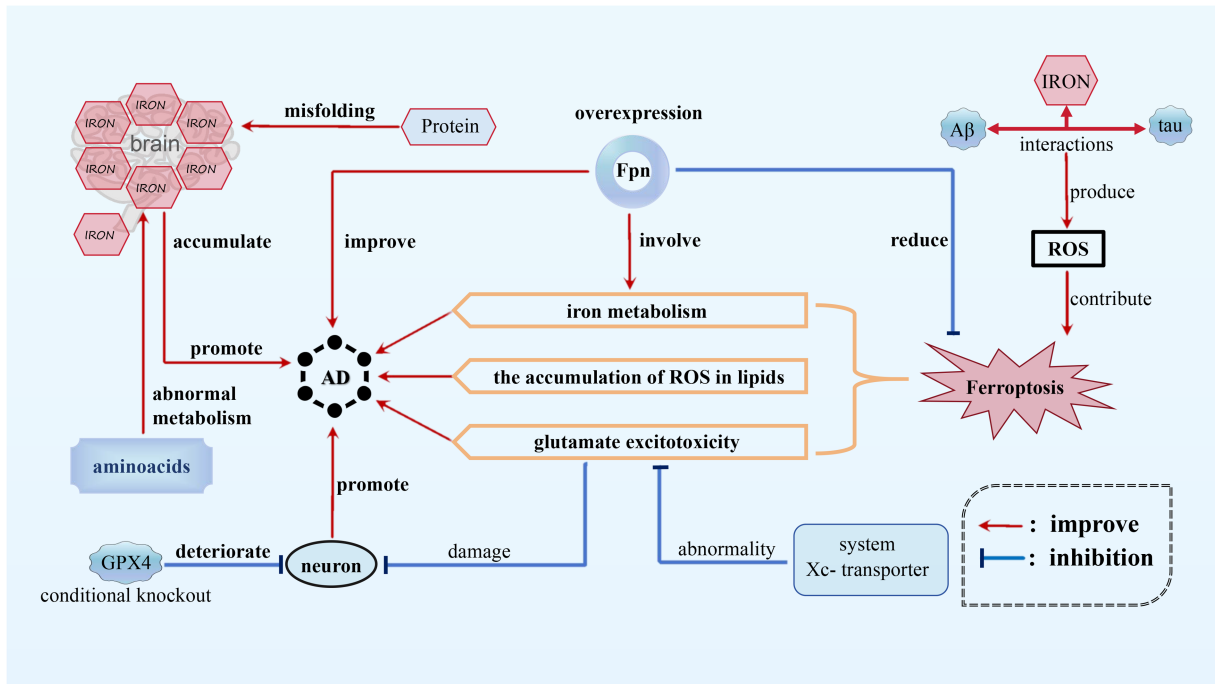 misfolding
Protein
overexpression
Fpn
IRON
Aβ
tau
interactions
produce
ROS
contribute
IRON
IRON
IRON
brain
IRON
IRON
IRON
IRON
accumulate
improve
involve
reduce
iron metabolism
promote
AD
the accumulation of ROS in lipids
Ferroptosis
abnormal
metabolism
glutamate excitotoxicity
aminoacids
promote
GPX4
deteriorate
conditional knockout
neuron
damage
abnormality
system
Xc- transporter
: improve
: inhibition